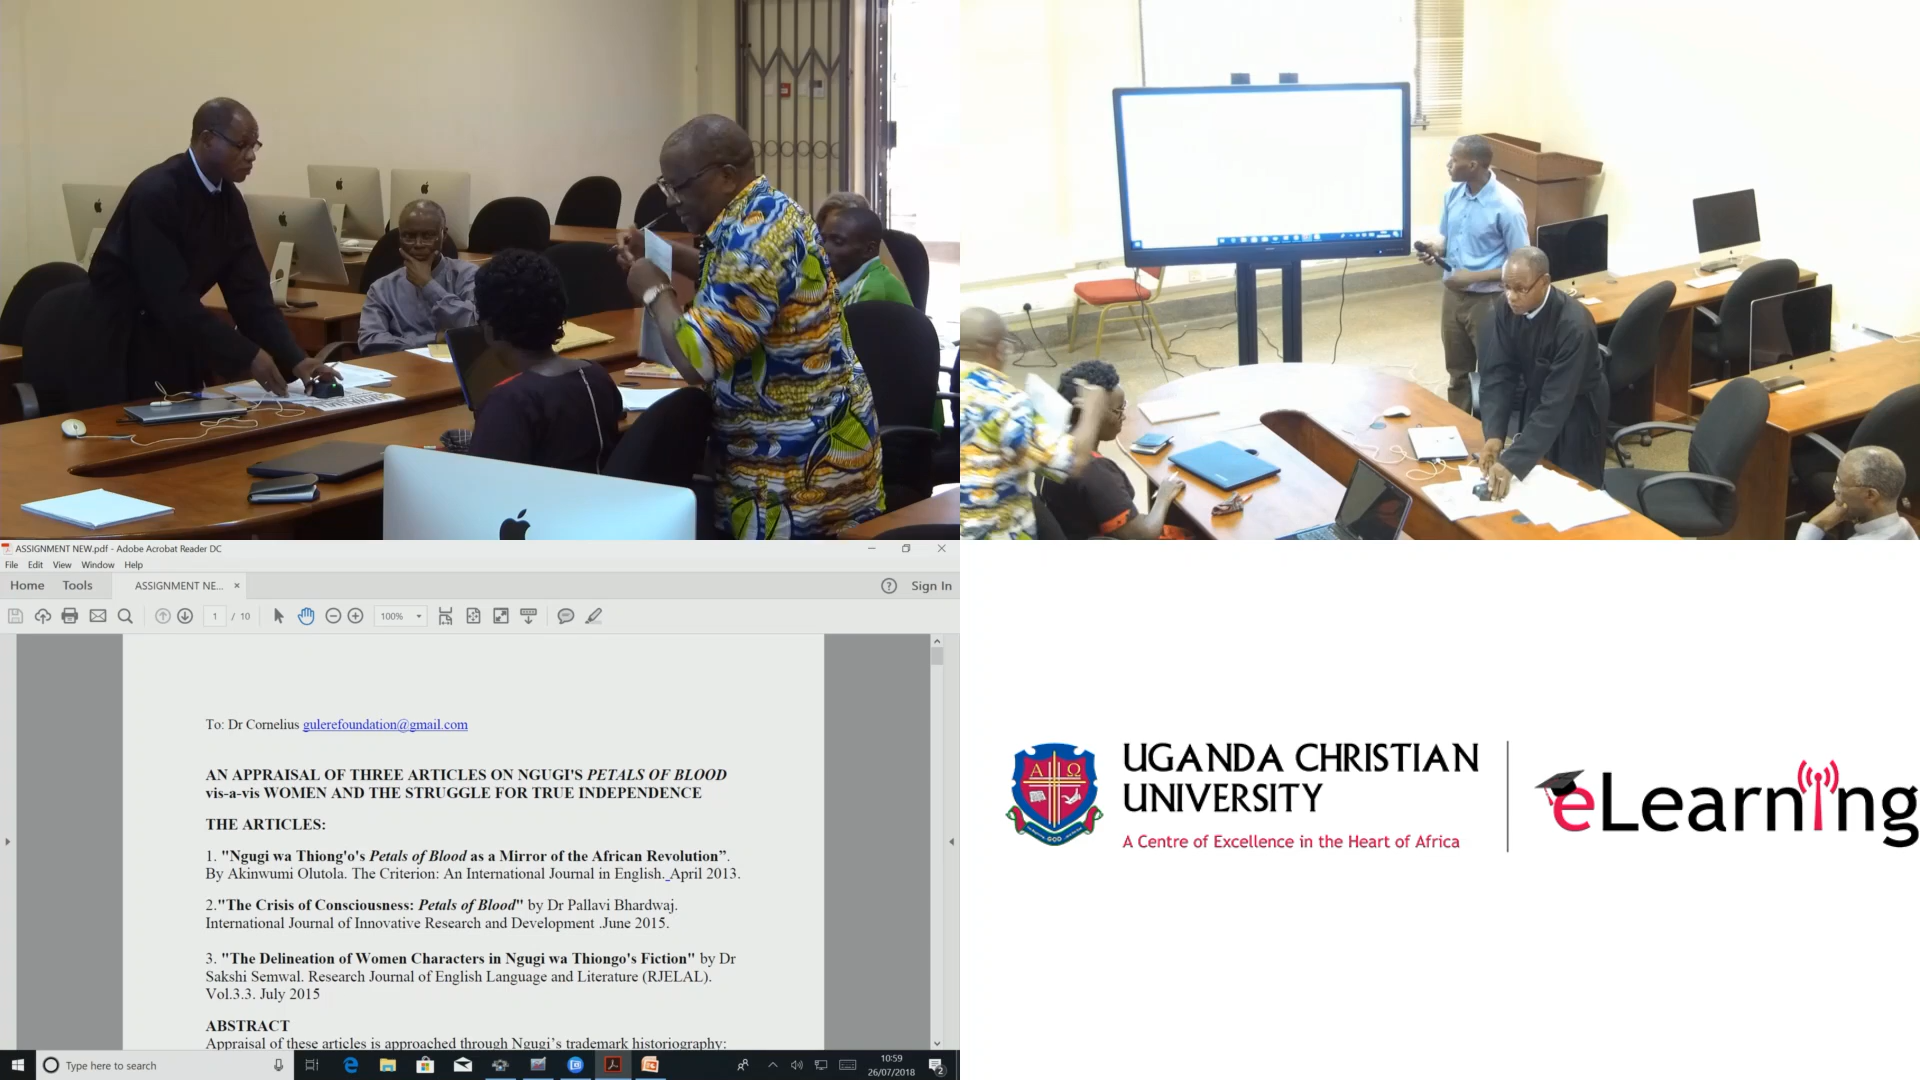 ASSIGNMENT NEW.pdf - Adobe Acrobat Reader DC
File Edit View Window Help
Home Tools ASSIGNMENT NE... × ? Sign In
1 / 10 100%
To: Dr Cornelius gulerefoundation@gmail.com
AN APPRAISAL OF THREE ARTICLES ON NGUGI'S PETALS OF BLOOD
vis-a-vis WOMEN AND THE STRUGGLE FOR TRUE INDEPENDENCE
THE ARTICLES:
1. "Ngugi wa Thiong'o's Petals of Blood as a Mirror of the African Revolution”.
By Akinwumi Olutola. The Criterion: An International Journal in English. April 2013.
2."The Crisis of Consciousness: Petals of Blood" by Dr Pallavi Bhardwaj.
International Journal of Innovative Research and Development .June 2015.
3. "The Delineation of Women Characters in Ngugi wa Thiongo's Fiction" by Dr
Sakshi Semwal. Research Journal of English Language and Literature (RJELAL).
Vol.3.3. July 2015
ABSTRACT
Appraisal of these articles is approached through Ngugi’s trademark historiography:
Type here to search
10:59
26/07/2018
2
UGANDA CHRISTIAN
UNIVERSITY
A Centre of Excellence in the Heart of Africa
A Ω
GOD
eLearning